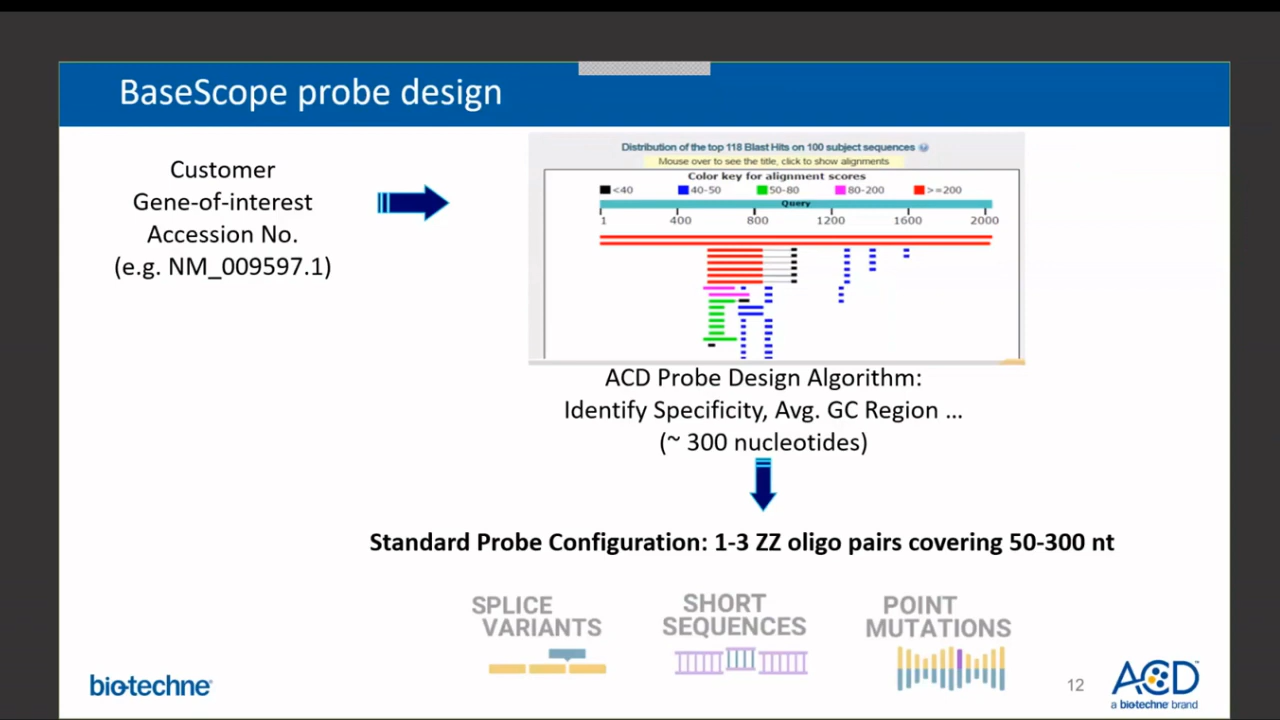 BaseScope probe design
Customer
Gene-of-interest
Accession No.
(e.g. NM_009597.1)
Distribution of the top 118 Blast Hits on 100 subject sequences
Mouse over to see the title, click to show alignments
Color key for alignment scores
<40 40-50 50-80 80-200 >=200
Query
1 400 800 1200 1600 2000
ACD Probe Design Algorithm:
Identify Specificity, Avg. GC Region ...
(~ 300 nucleotides)
Standard Probe Configuration: 1-3 ZZ oligo pairs covering 50-300 nt
SPLICE
VARIANTS
SHORT
SEQUENCES
POINT
MUTATIONS
bio-techne®
12
ACD™
a biotechne brand